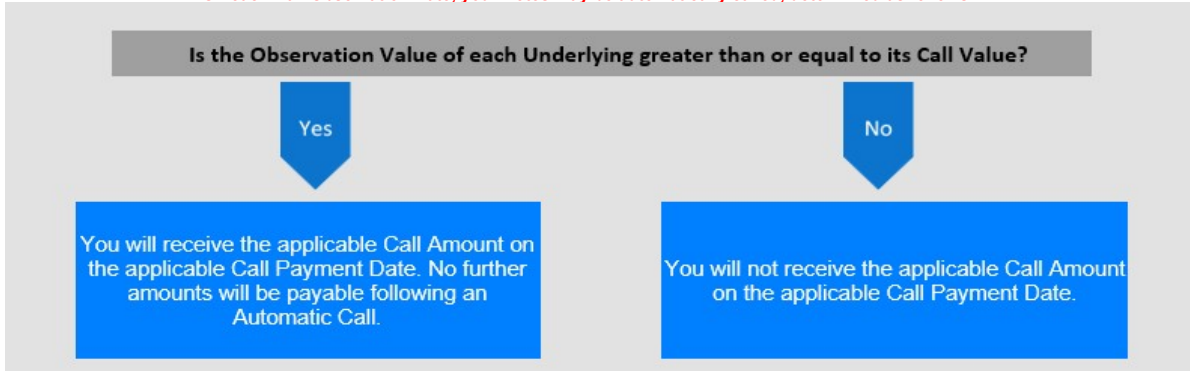 Is the Observation Value of each Underlying greater than or equal to its Call Value?
Yes
No
You will receive the applicable Call Amount on
the applicable Call Payment Date. No further
amounts will be payable following an
Automatic Call.
You will not receive the applicable Call Amount
on the applicable Call Payment Date.